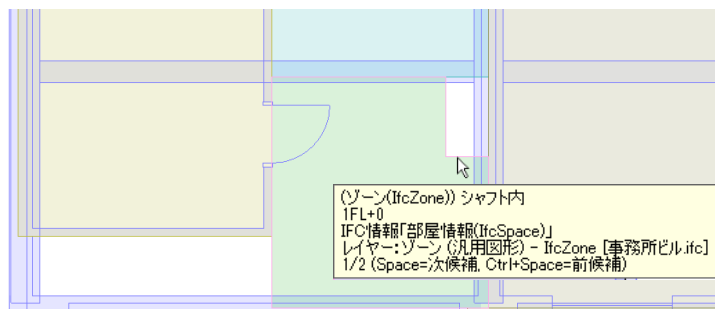 (ゾーン(IfcZone)) シャフト内
1FL+0
IFC情報「部屋情報(IfcSpace)」
レイヤー：ゾーン (汎用図形) - IfcZone [事務所ビル.ifc]
1/2 (Space=次候補, Ctrl+Space=前候補)